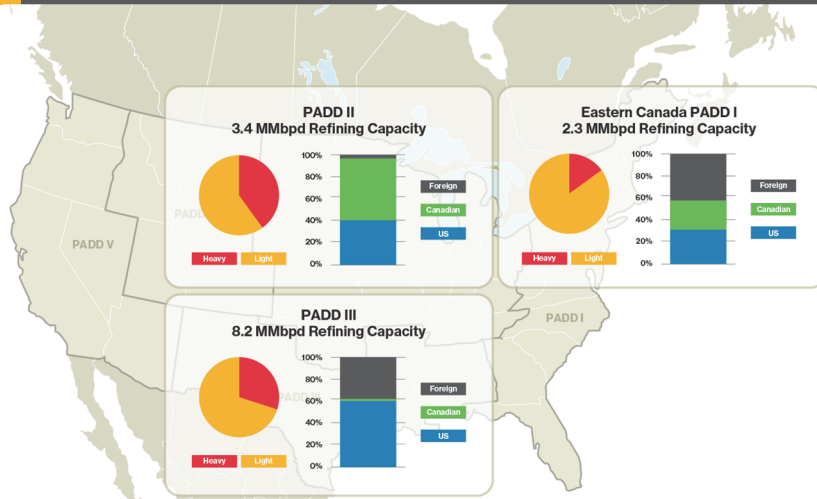 PADD II
3.4 MMbpd Refining Capacity
100%
80%
60%
40%
20%
0%
Foreign
Canadian
US
Heavy Light
Eastern Canada PADD I
2.3 MMbpd Refining Capacity
100%
80%
60%
40%
20%
0%
Foreign
Canadian
US
Heavy Light
PADD III
8.2 MMbpd Refining Capacity
100%
80%
60%
40%
20%
0%
Foreign
Canadian
US
Heavy Light
PADD V
PADD
PADD I
PADD